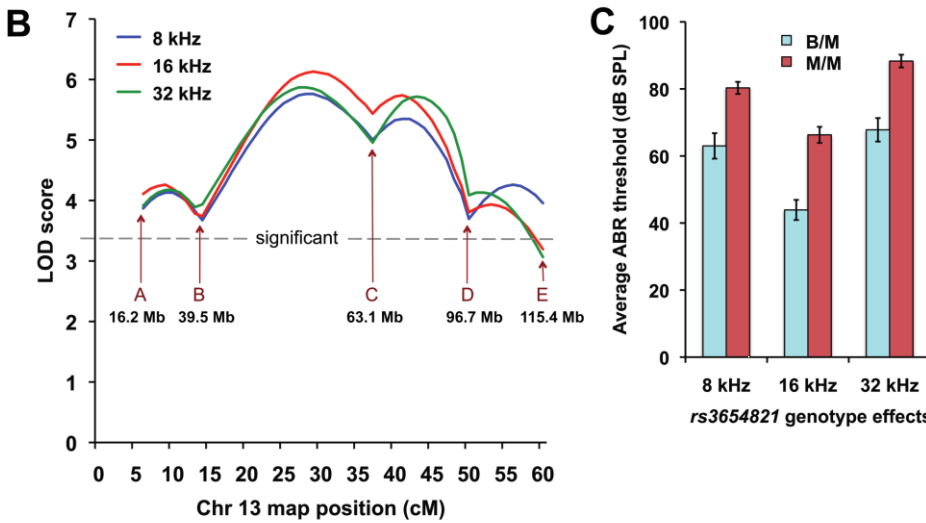 B
7
6
5
4
3
2
1
0
LOD score
8 kHz
16 kHz
32 kHz
significant
A
B
C
D
E
16.2 Mb
39.5 Mb
63.1 Mb
96.7 Mb
115.4 Mb
0 5 10 15 20 25 30 35 40 45 50 55 60
Chr 13 map position (cM)
C
100
80
60
40
20
0
Average ABR threshold (dB SPL)
B/M
M/M
8 kHz 16 kHz 32 kHz
rs3654821 genotype effects